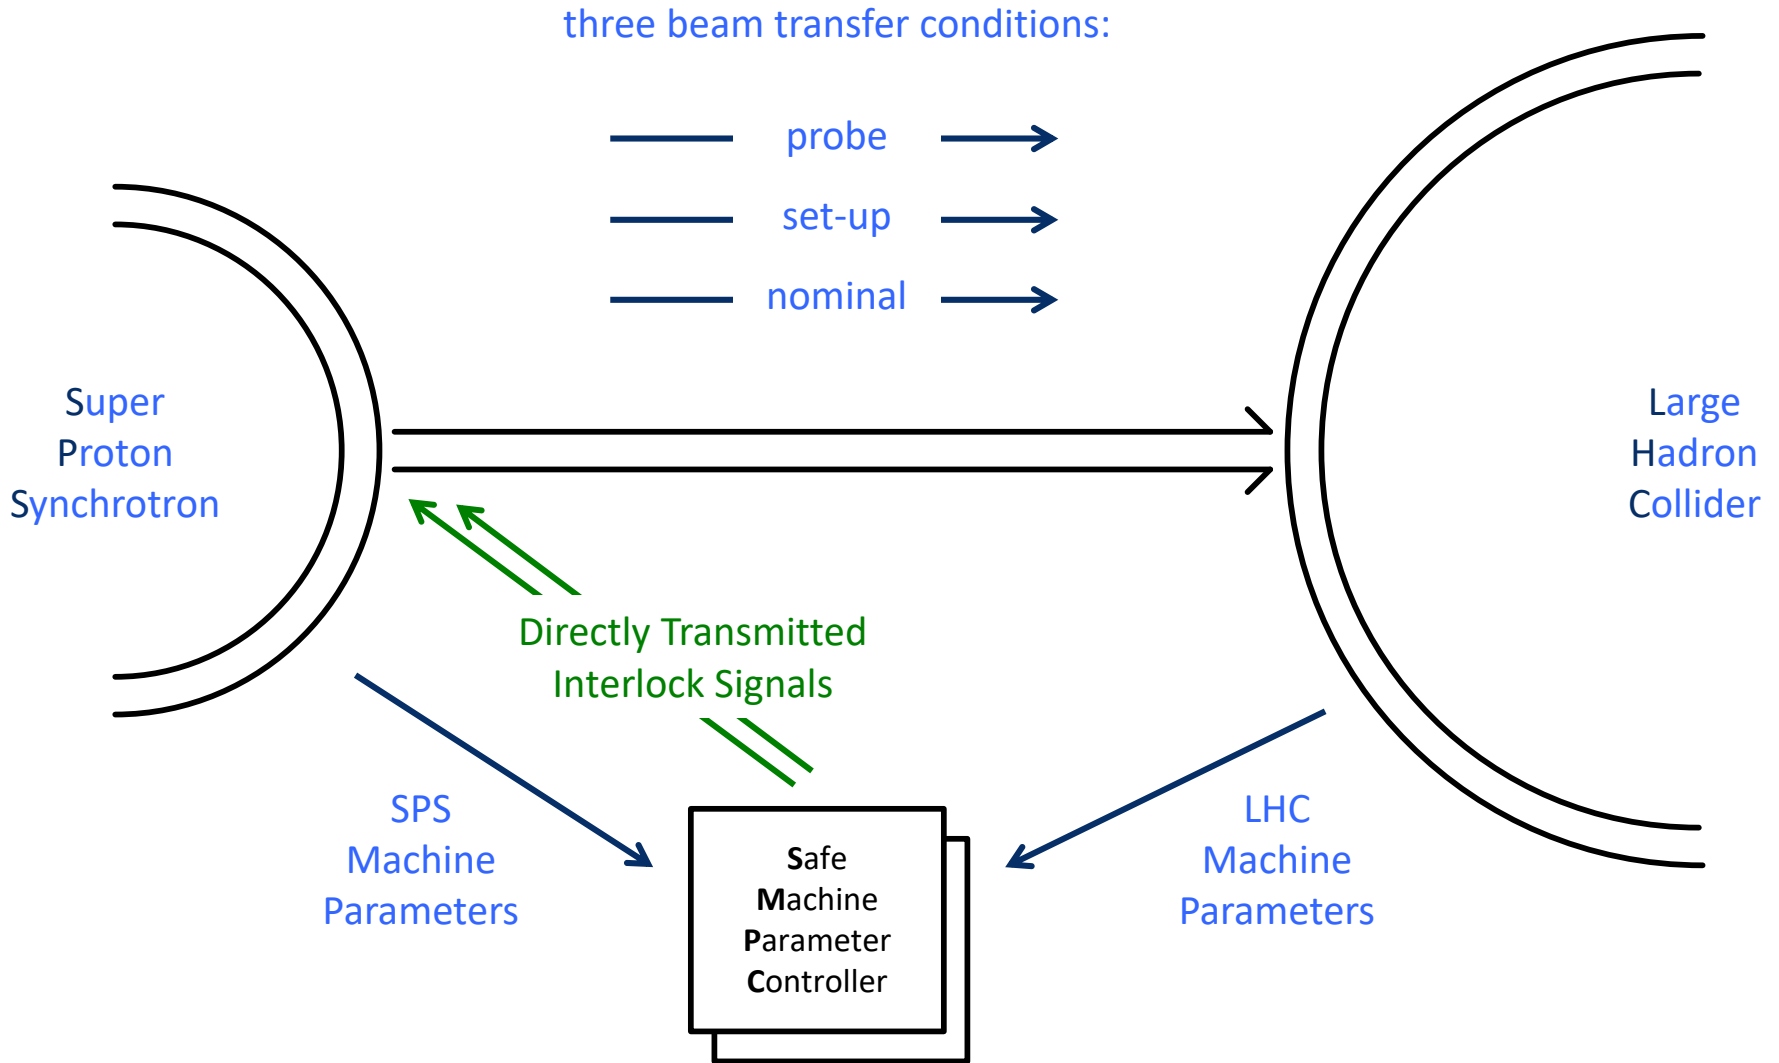 three beam transfer conditions:
probe
set-up
nominal
Super
Proton
Synchrotron
Large
Hadron
Collider
Directly Transmitted
Interlock Signals
SPS
Machine
Parameters
Safe
Machine
Parameter
Controller
LHC
Machine
Parameters